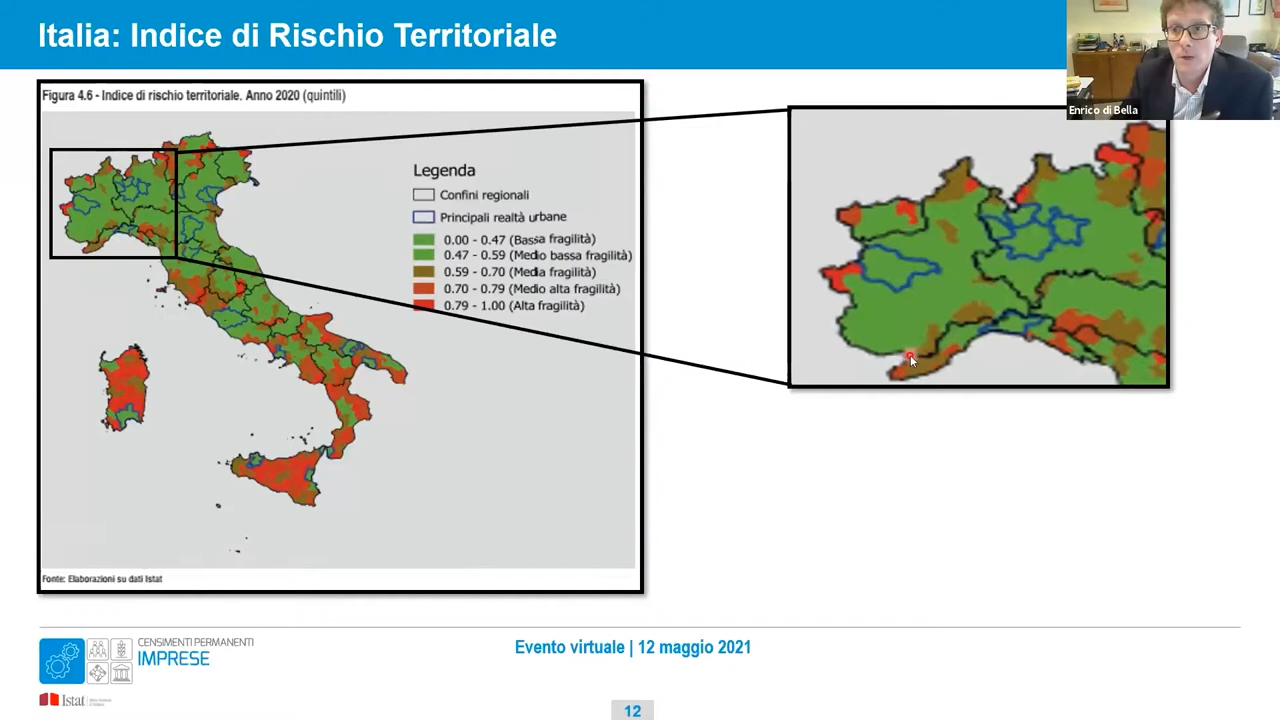 Italia: Indice di Rischio Territoriale
Enrico di Bella
Figura 4.6 - Indice di rischio territoriale. Anno 2020 (quintili)
Legenda
Confini regionali
Principali realtà urbane
0.00 - 0.47 (Bassa fragilità)
0.47 - 0.59 (Medio bassa fragilità)
0.59 - 0.70 (Media fragilità)
0.70 - 0.79 (Medio alta fragilità)
0.79 - 1.00 (Alta fragilità)
Fonte: Elaborazioni su dati Istat
CENSIMENTI PERMANENTI
IMPRESE
Evento virtuale | 12 maggio 2021
Istat
12